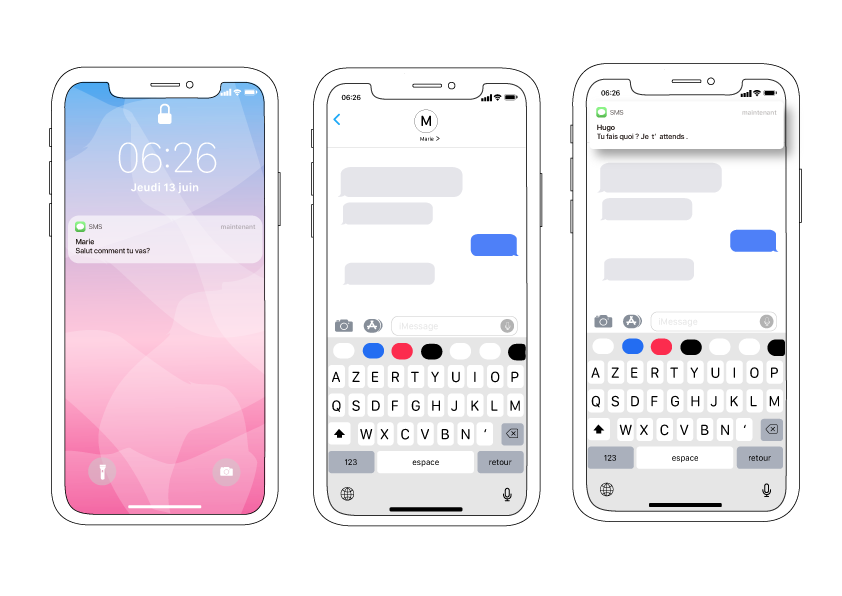 06:26
Jeudi 13 juin
SMS maintenant
Marie
Salut comment tu vas?
06:26
M
Marie >
iMessage
A Z E R T Y U I O P
Q S D F G H J K L M
W X C V B N ‘
123 espace retour
06:26
SMS maintenant
Hugo
Tu fais quoi ? Je t' attends .
iMessage
A Z E R T Y U I O P
Q S D F G H J K L M
W X C V B N ‘
123 espace retour